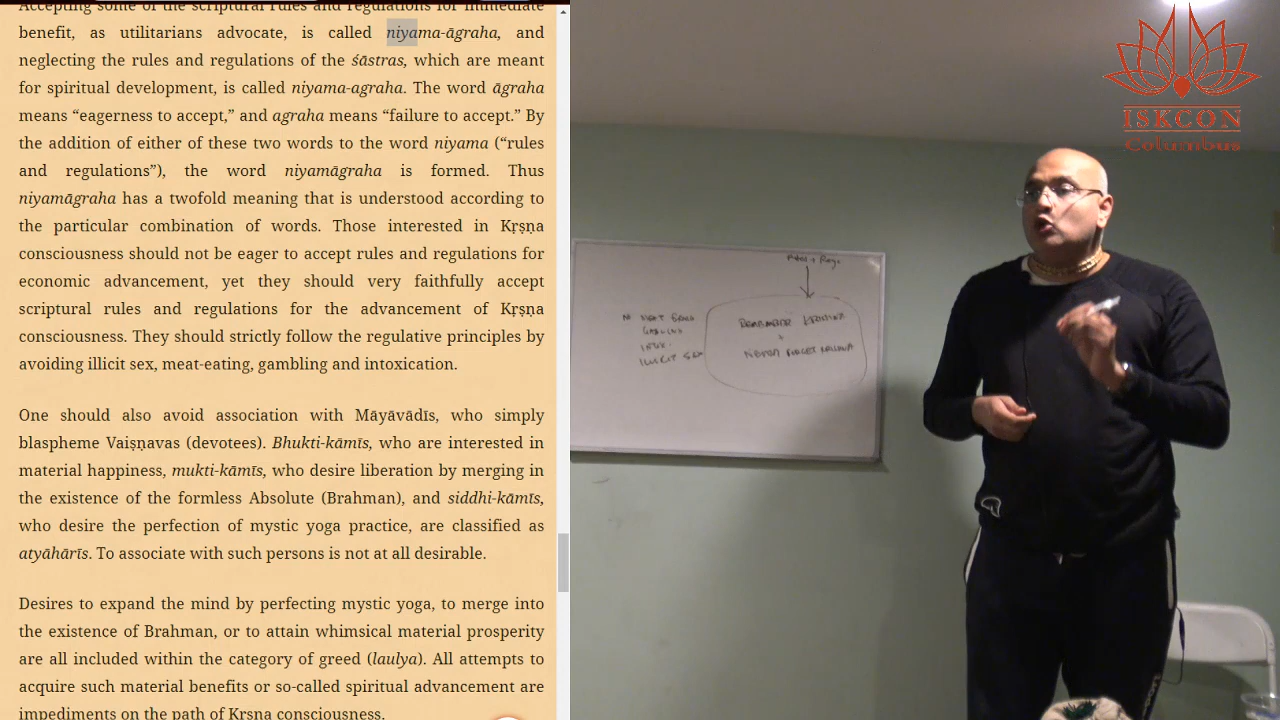 Accepting some of the scriptural rules and regulations for immediate
benefit, as utilitarians advocate, is called niyama-āgraha, and
neglecting the rules and regulations of the śāstras, which are meant
for spiritual development, is called niyama-agraha. The word āgraha
means “eagerness to accept,” and agraha means “failure to accept.” By
the addition of either of these two words to the word niyama (“rules
and regulations”), the word niyamāgraha is formed. Thus
niyamāgraha has a twofold meaning that is understood according to
the particular combination of words. Those interested in Kṛṣṇa
consciousness should not be eager to accept rules and regulations for
economic advancement, yet they should very faithfully accept
scriptural rules and regulations for the advancement of Kṛṣṇa
consciousness. They should strictly follow the regulative principles by
avoiding illicit sex, meat-eating, gambling and intoxication.
One should also avoid association with Māyāvādīs, who simply
blaspheme Vaiṣṇavas (devotees). Bhukti-kāmīs, who are interested in
material happiness, mukti-kāmīs, who desire liberation by merging in
the existence of the formless Absolute (Brahman), and siddhi-kāmīs,
who desire the perfection of mystic yoga practice, are classified as
atyāhārīs. To associate with such persons is not at all desirable.
Desires to expand the mind by perfecting mystic yoga, to merge into
the existence of Brahman, or to attain whimsical material prosperity
are all included within the category of greed (laulya). All attempts to
acquire such material benefits or so-called spiritual advancement are
impediments on the path of Kṛṣṇa consciousness.
ISKCON
Columbus
NO MEAT
ILLICIT SEX
REMEMBER KRISHNA
+
NEVER FORGET KRISHNA